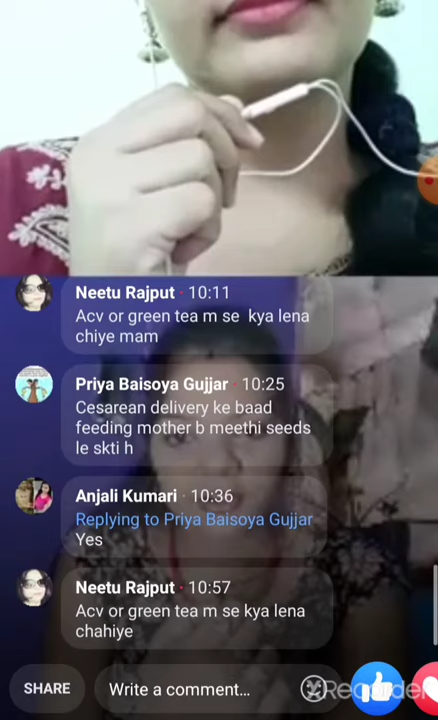 Neetu Rajput · 10:11
Acv or green tea m se kya lena
chiye mam
Priya Baisoya Gujjar · 10:25
Cesarean delivery ke baad
feeding mother b meethi seeds
le skti h
Anjali Kumari · 10:36
Replying to Priya Baisoya Gujjar
Yes
Neetu Rajput · 10:57
Acv or green tea m se kya lena
chahiye
SHARE
Write a comment...
Recorder